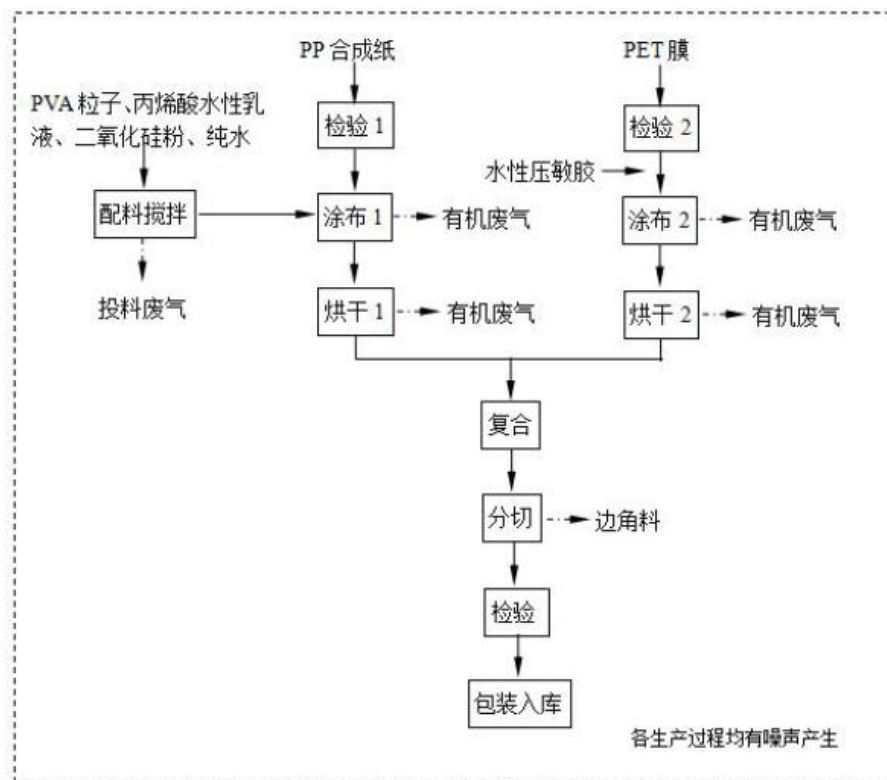 PP 合成纸
PET 膜
PVA 粒子、丙烯酸水性乳
液、二氧化硅粉、纯水
检验 1
检验 2
水性压敏胶
配料搅拌
涂布 1
有机废气
涂布 2
有机废气
投料废气
烘干 1
有机废气
烘干 2
有机废气
复合
分切
边角料
检验
包装入库
各生产过程均有噪声产生